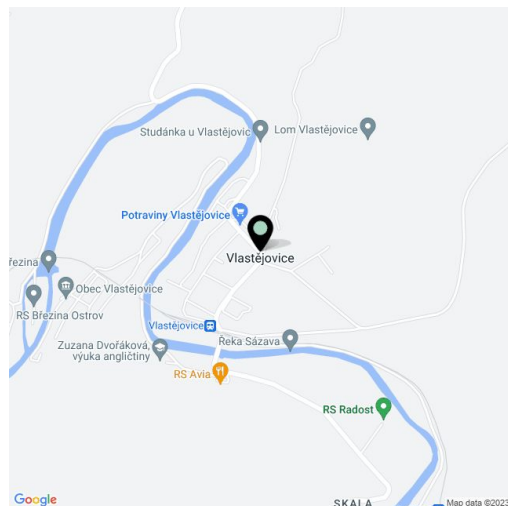 Studánka u Vlastějovic
Lom Vlastějovice
Potraviny Vlastějovice
Vlastějovice
Obec Vlastějovice
RS Březina Ostrov
Vlastějovice
Řeka Sázava
Zuzana Dvořáková,
výuka angličtiny
RS Avia
RS Radost
SKALA
Google
Map data ©2023